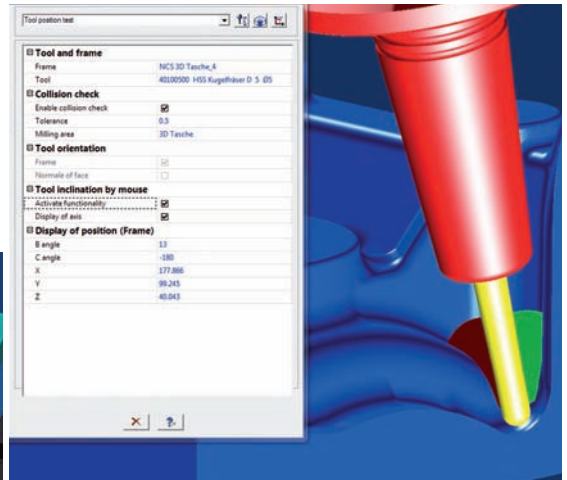 Tool position test
Tool and frame
Frame NCS 3D Tasche_4
Tool 40100500 HSS Kugelfräser D 5 Ø5
Collision check
Enable collision check
Tolerance 0.5
Milling area 3D Tasche
Tool orientation
Frame
Normale of face
Tool inclination by mouse
Activate functionality
Display of axis
Display of position (Frame)
B angle 13
C angle -180
X 177.866
Y 99.245
Z 40.043